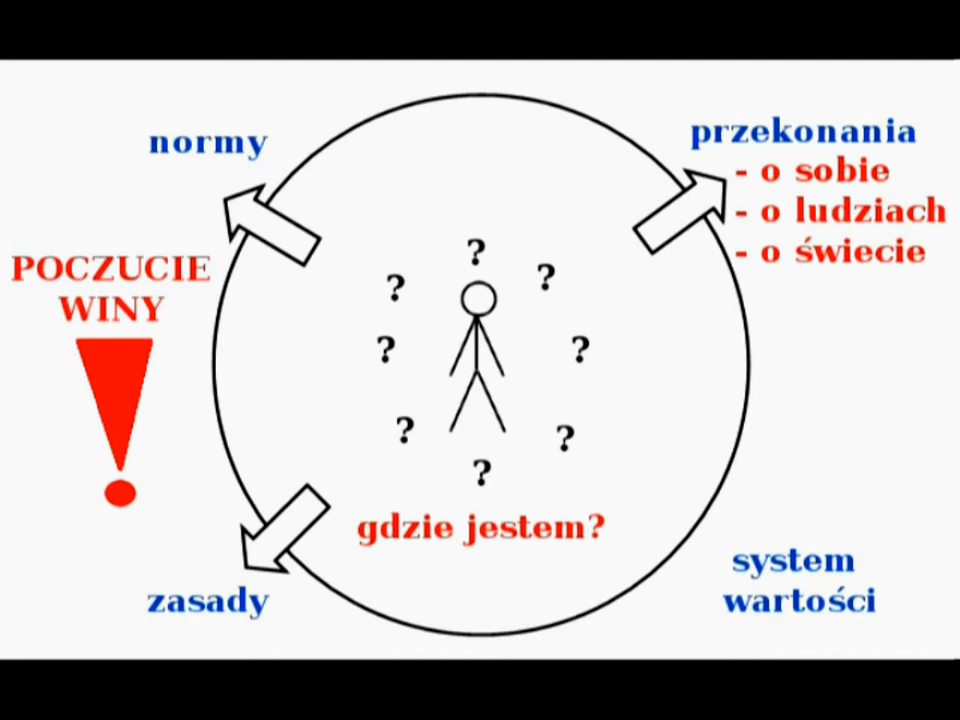 normy
przekonania
- o sobie
- o ludziach
- o świecie
POCZUCIE
WINY
!
?
?
?
?
?
?
?
?
gdzie jestem?
zasady
system
wartości